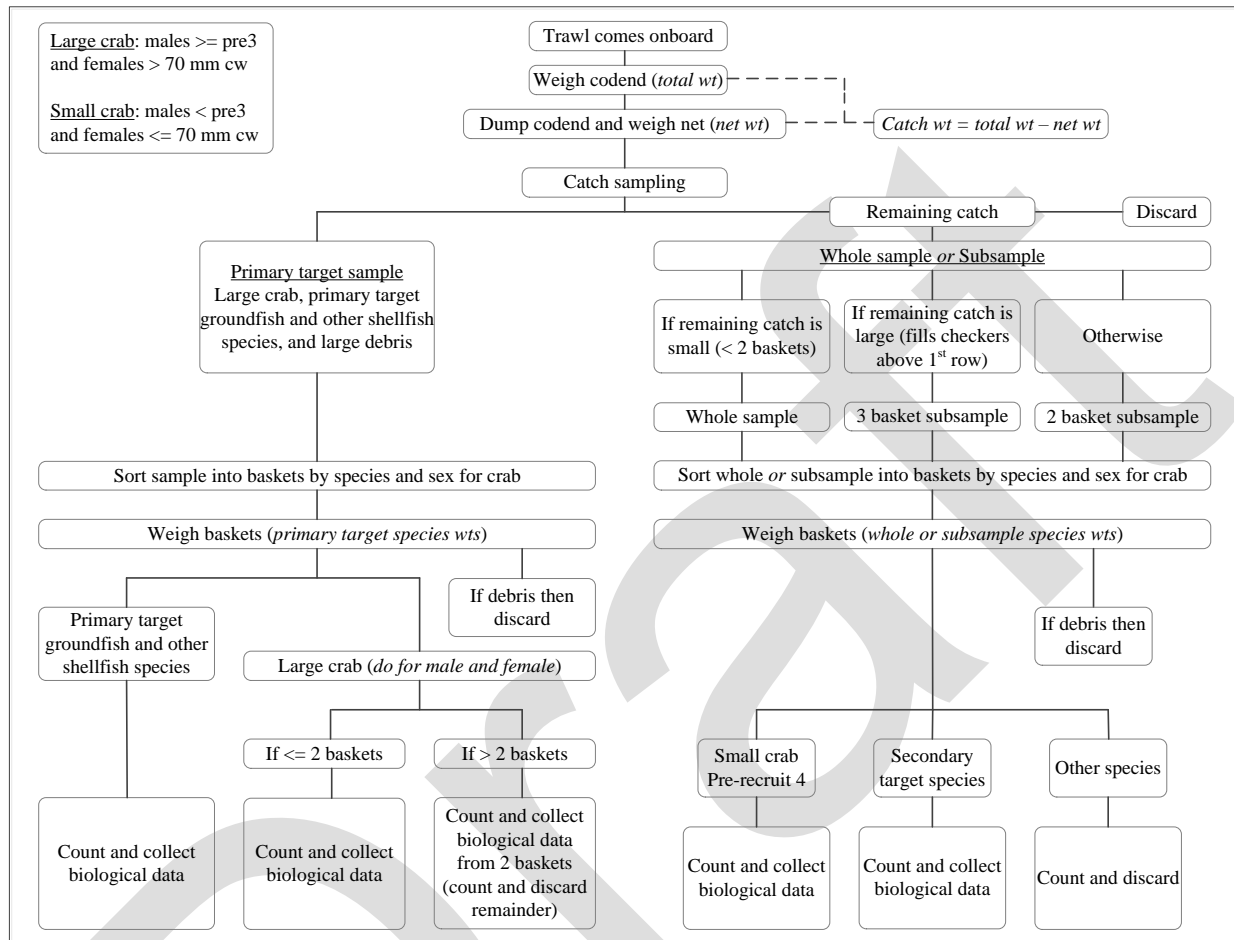 Large crab: males >= pre3
and females > 70 mm cw
Small crab: males < pre3
and females <= 70 mm cw
Trawl comes onboard
Weigh codend (total wt)
Dump codend and weigh net (net wt)
Catch wt = total wt – net wt
Catch sampling
Remaining catch
Discard
Primary target sample
Large crab, primary target
groundfish and other shellfish
species, and large debris
Whole sample or Subsample
If remaining catch is
small (< 2 baskets)
If remaining catch is
large (fills checkers
above 1st row)
Otherwise
Whole sample
3 basket subsample
2 basket subsample
Sort sample into baskets by species and sex for crab
Sort whole or subsample into baskets by species and sex for crab
Weigh baskets (primary target species wts)
Weigh baskets (whole or subsample species wts)
Primary target
groundfish and other
shellfish species
If debris then
discard
If debris then
discard
Large crab (do for male and female)
If <= 2 baskets
If > 2 baskets
Small crab
Pre-recruit 4
Secondary
target species
Other species
Count and collect
biological data
Count and collect
biological data
Count and collect
biological data
from 2 baskets
(count and discard
remainder)
Count and collect
biological data
Count and collect
biological data
Count and discard
Draft